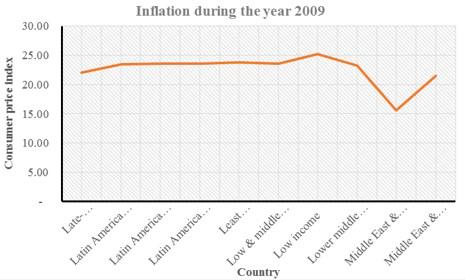 Inflation during the year 2009
30.00
25.00
20.00
15.00
10.00
5.00
-
Consumer price index
Late-...
Latin America...
Latin America...
Latin America...
Least...
Low & middle...
Low income
Lower middle...
Middle East &...
Middle East &...
Country